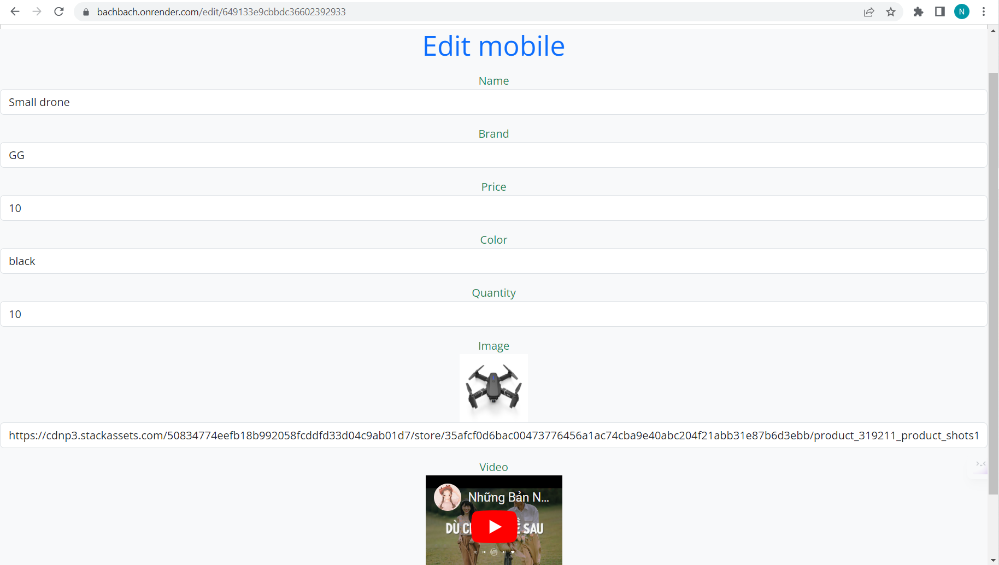 bachbach.onrender.com/edit/649133e9cbbdc36602392933
N
Edit mobile
Name
Small drone
Brand
GG
Price
10
Color
black
Quantity
10
Image
https://cdnp3.stackassets.com/50834774eefb18b992058fcddfd33d04c9ab01d7/store/35afcf0d6bac00473776456a1ac74cba9e40abc204f21abb31e87b6d3ebb/product_319211_product_shots1
Video
Những Bản N...
DÙ SAU